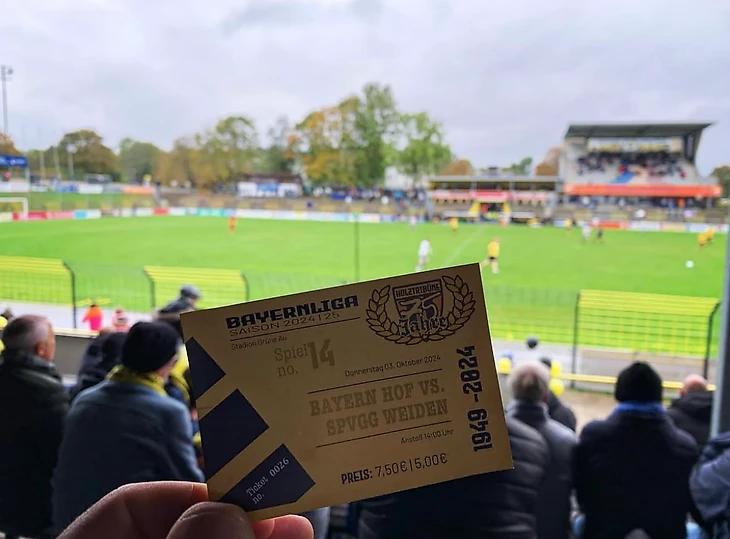 BAYERNLIGA
SAISON 2024|25
Stadion Grüne Au
HOLZTRIBÜNE
75
Jahre
Spiel
no. 14
Donnerstag 03. Oktober 2024
BAYERN HOF VS.
SPVGG WEIDEN
Anstoß 14:00 Uhr
PREIS: 7,50€|5,00€
1949-2024
Ticket 0026
no.